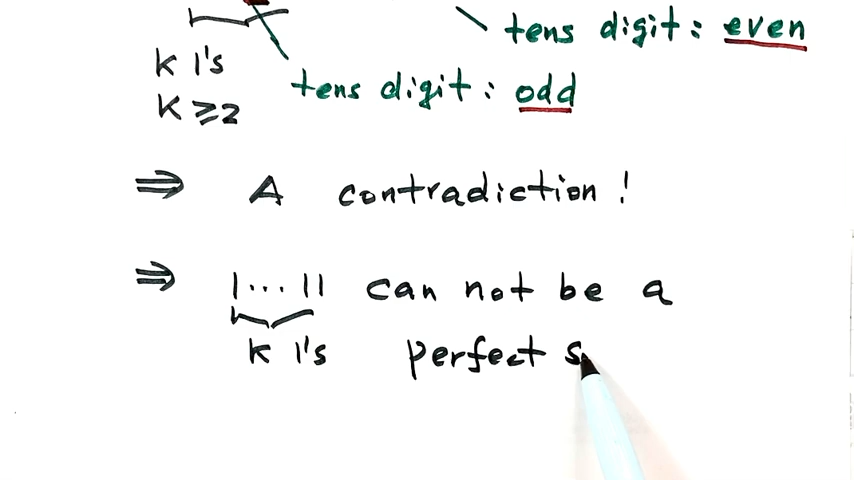 tens digit: even
k 1's
tens digit: odd
k ≥2
⇒ A contradiction!
⇒ 1...11 can not be a
k 1's perfect s